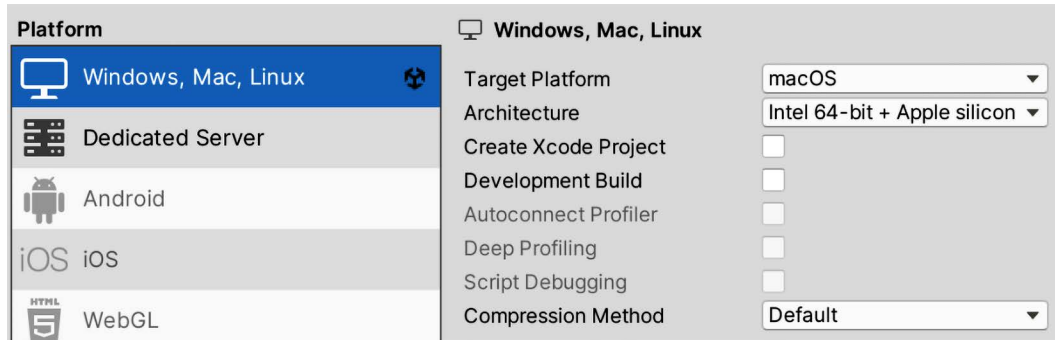 Platform
Windows, Mac, Linux
Dedicated Server
Android
iOS iOS
HTML
5 WebGL
Windows, Mac, Linux
Target Platform macOS
Architecture Intel 64-bit + Apple silicon
Create Xcode Project
Development Build
Autoconnect Profiler
Deep Profiling
Script Debugging
Compression Method Default